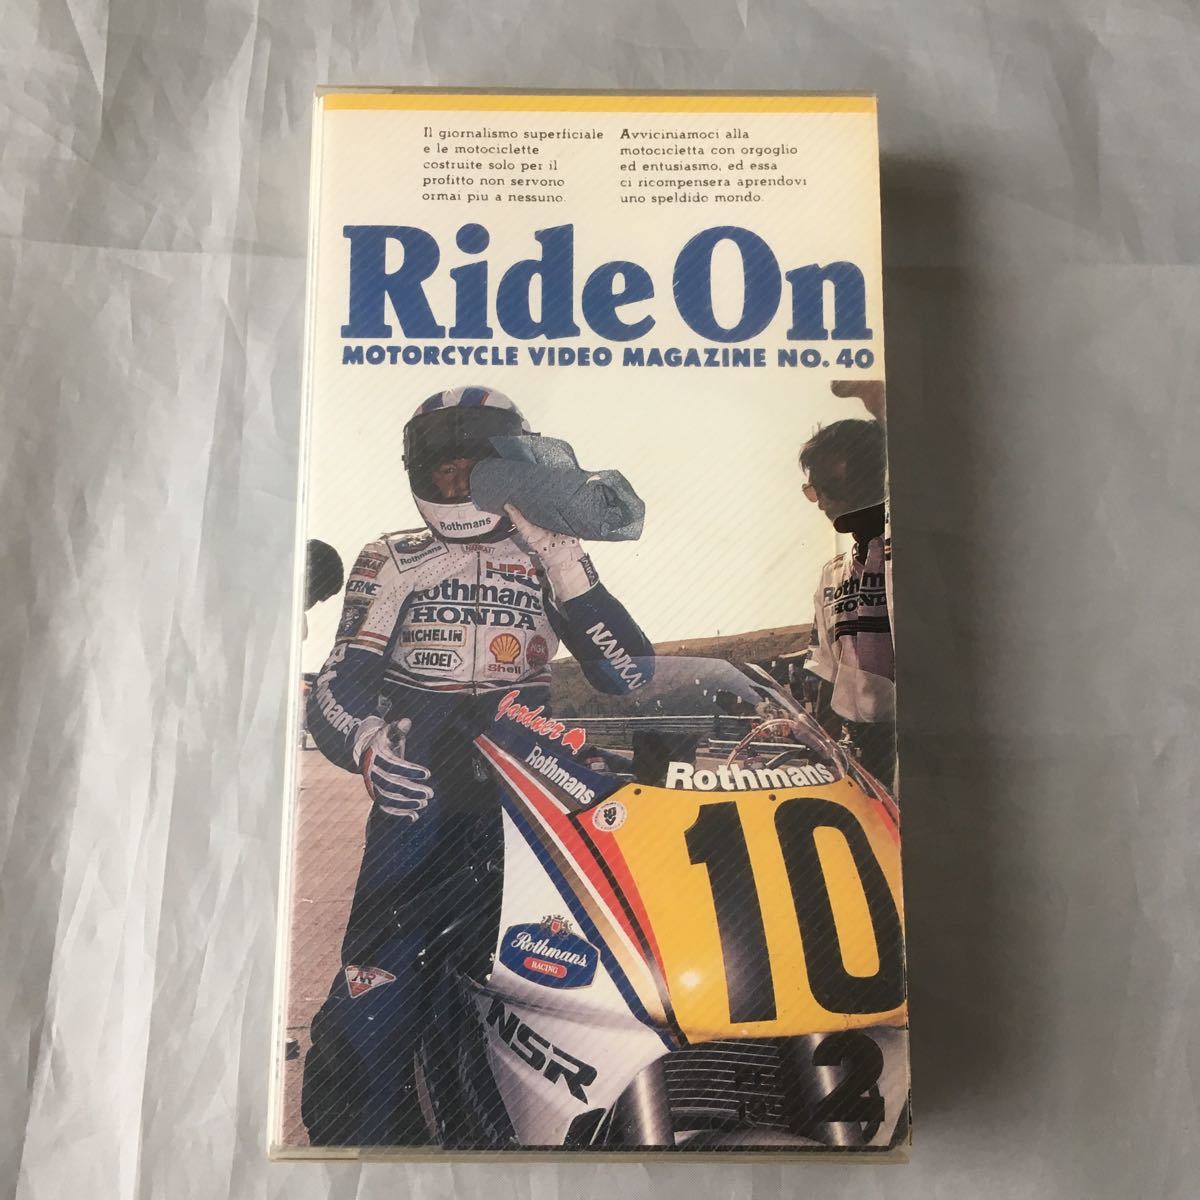 Il giornalismo superficiale
e le motociclette
costruite solo per il
profitto non servono
ormai piu a nessuno.
Avviciniamoci alla
motocicletta con orgoglio
ed entusiasmo, ed essa
ci ricompensera aprendovi
uno speldido mondo.
Ride On
MOTORCYCLE VIDEO MAGAZINE NO. 40
Rothmans
Rothmans
NANKAI
HRC
Rothmans
HONDA
MICHELIN
SHOEI
Shell
NGK
NANKAI
Rothmans
HONDA
Gardner
Rothmans
Rothmans
10
Rothmans
RACING
NSR
2